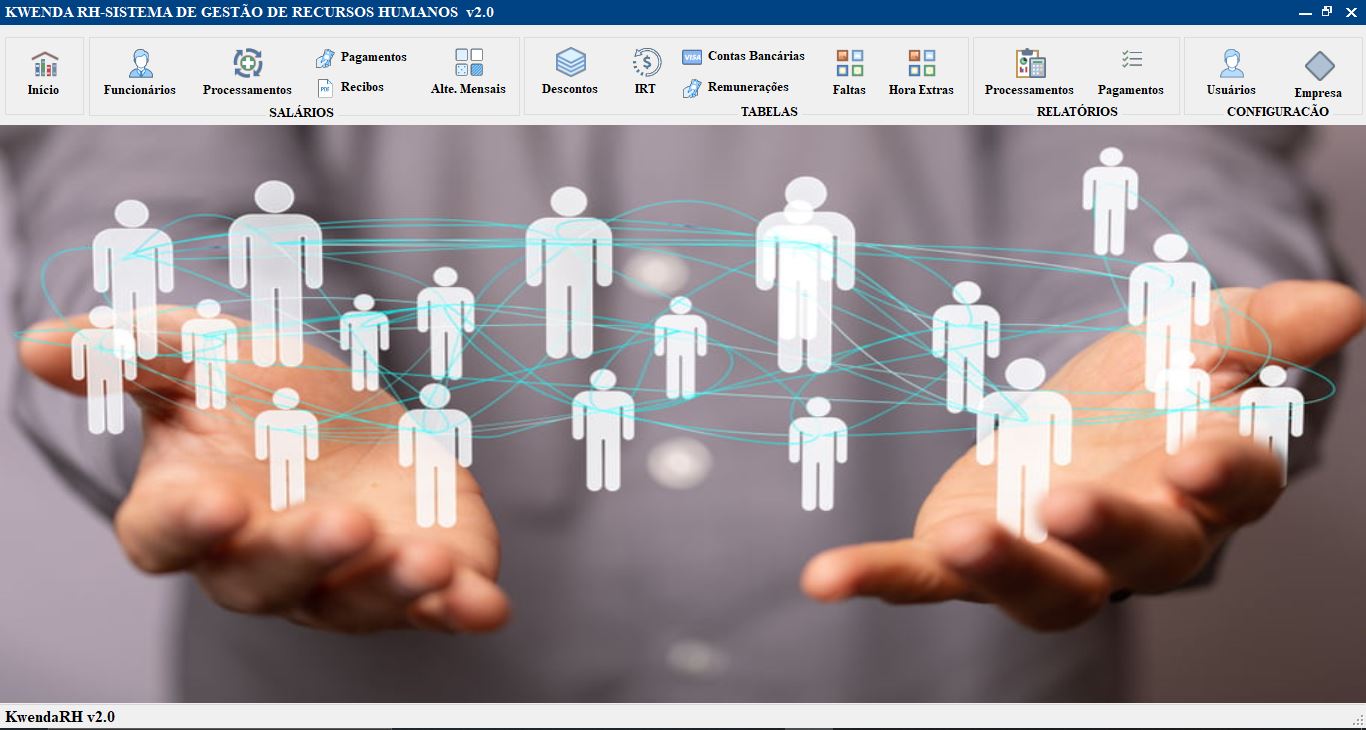 KWENDA RH-SISTEMA DE GESTÃO DE RECURSOS HUMANOS v2.0
Início
Funcionários
Processamentos
Pagamentos
Recibos
Alte. Mensais
SALÁRIOS
Descontos
IRT
VISA
Contas Bancárias
Remunerações
Faltas
Hora Extras
TABELAS
Processamentos
Pagamentos
RELATÓRIOS
Usuários
Empresa
CONFIGURACÃO
KwendaRH v2.0